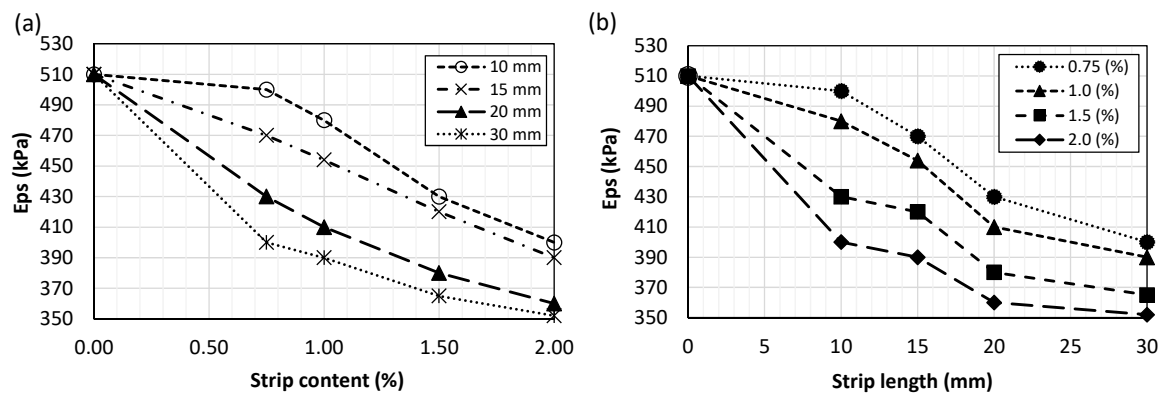 (a)
530
510
490
470
450
430
410
390
370
350
Eps (kPa)
0.00 0.50 1.00 1.50 2.00
Strip content (%)
10 mm
15 mm
20 mm
30 mm
(b)
530
510
490
470
450
430
410
390
370
350
Eps (kPa)
0 5 10 15 20 25 30
Strip length (mm)
0.75 (%)
1.0 (%)
1.5 (%)
2.0 (%)